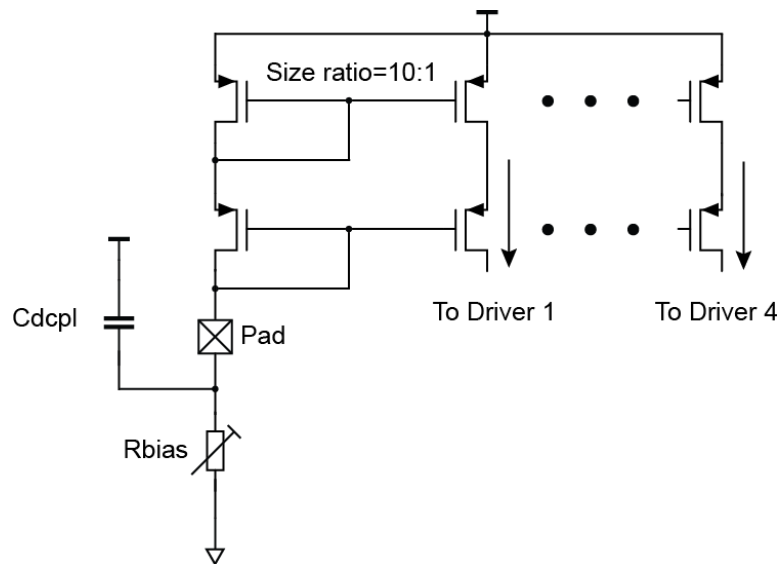 Size ratio=10:1
To Driver 1
To Driver 4
Cdcpl
Pad
Rbias